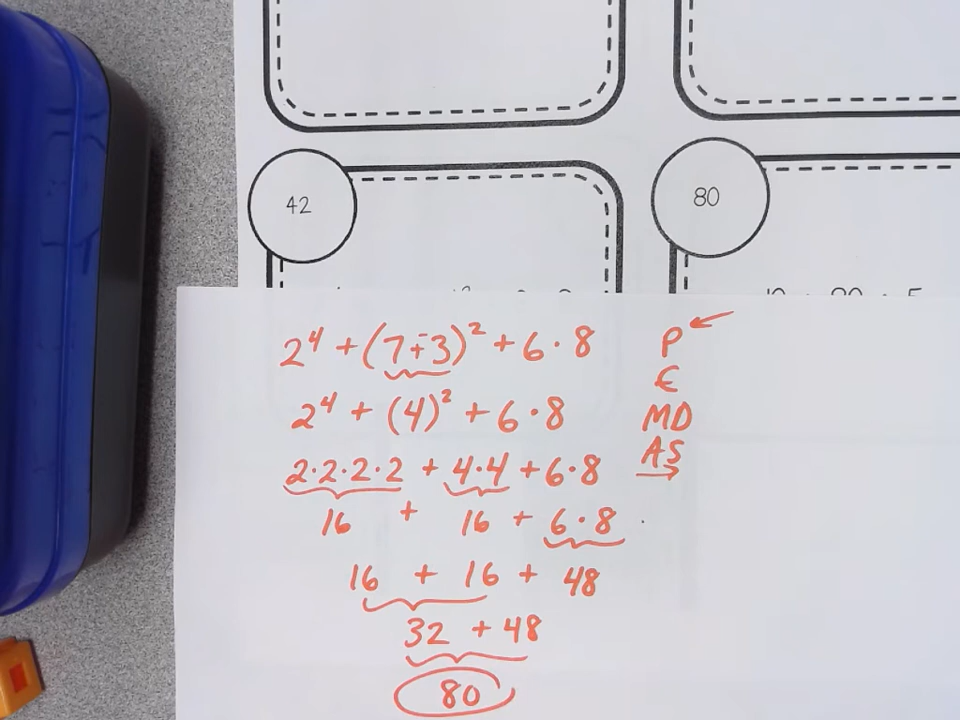 42
80
2⁴ + (7-3)² + 6·8
P
E
2⁴ + (4)² + 6·8
MD
2·2·2·2 + 4·4 + 6·8
AS
16 + 16 + 6·8
16 + 16 + 48
32 + 48
80